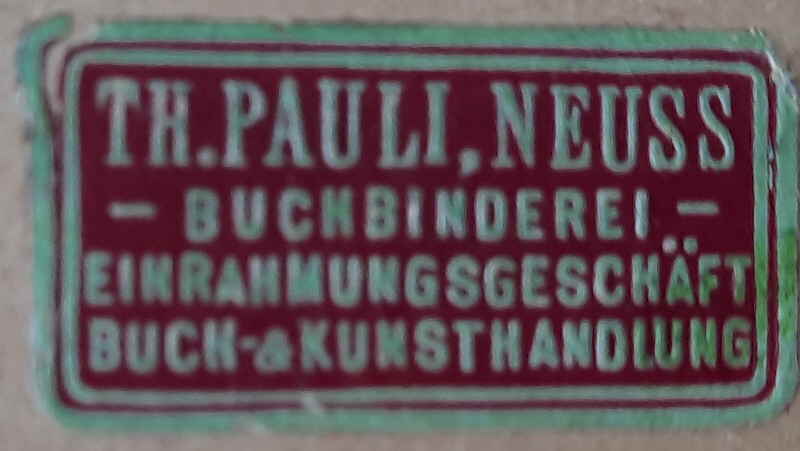 TH. PAULI, NEUSS
– BUCHBINDEREI –
EINRAHMUNGSGESCHÄFT
BUCH-&KUNSTHANDLUNG